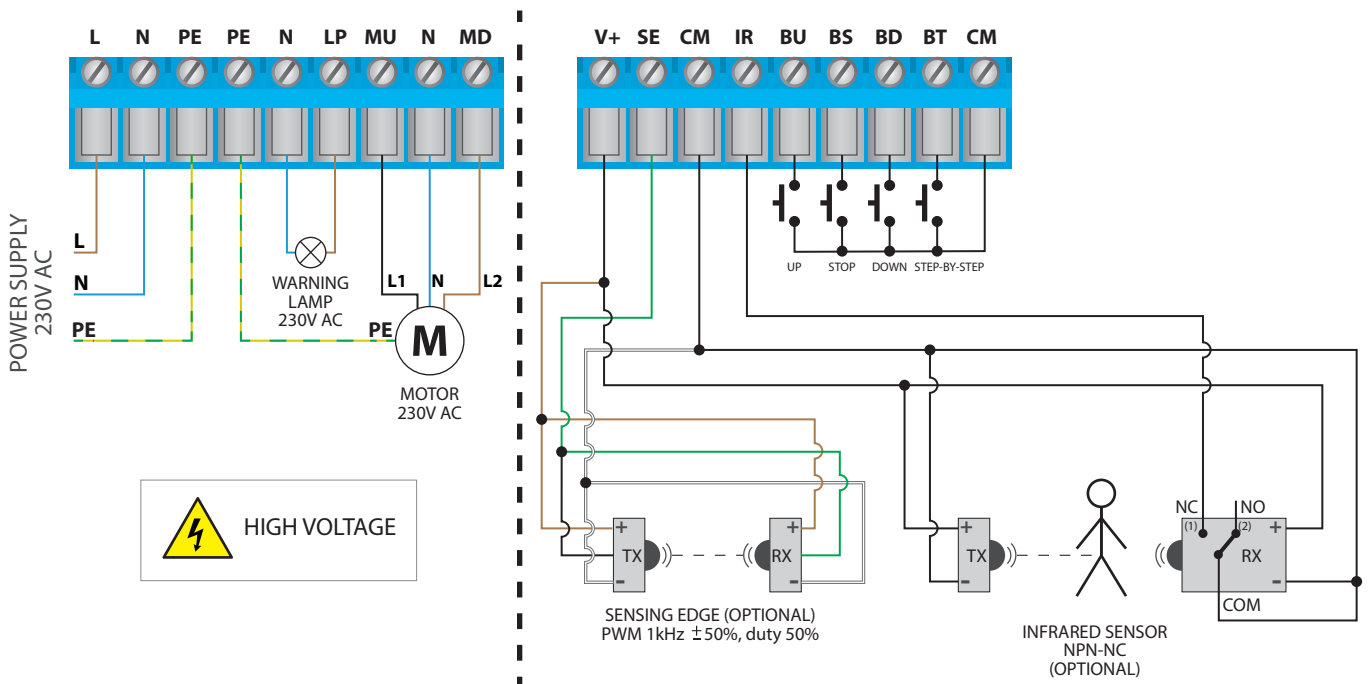 L N PE PE N LP MU N MD
V+ SE CM IR BU BS BD BT CM
POWER SUPPLY
230V AC
L
N
PE
WARNING
LAMP
230V AC
L1 N L2
PE
M
MOTOR
230V AC
HIGH VOLTAGE
UP STOP DOWN STEP-BY-STEP
+
TX
-
+
RX
-
SENSING EDGE (OPTIONAL)
PWM 1kHz ±50%, duty 50%
+
TX
-
NC NO
(1) (2) +
RX
-
COM
INFRARED SENSOR
NPN-NC
(OPTIONAL)